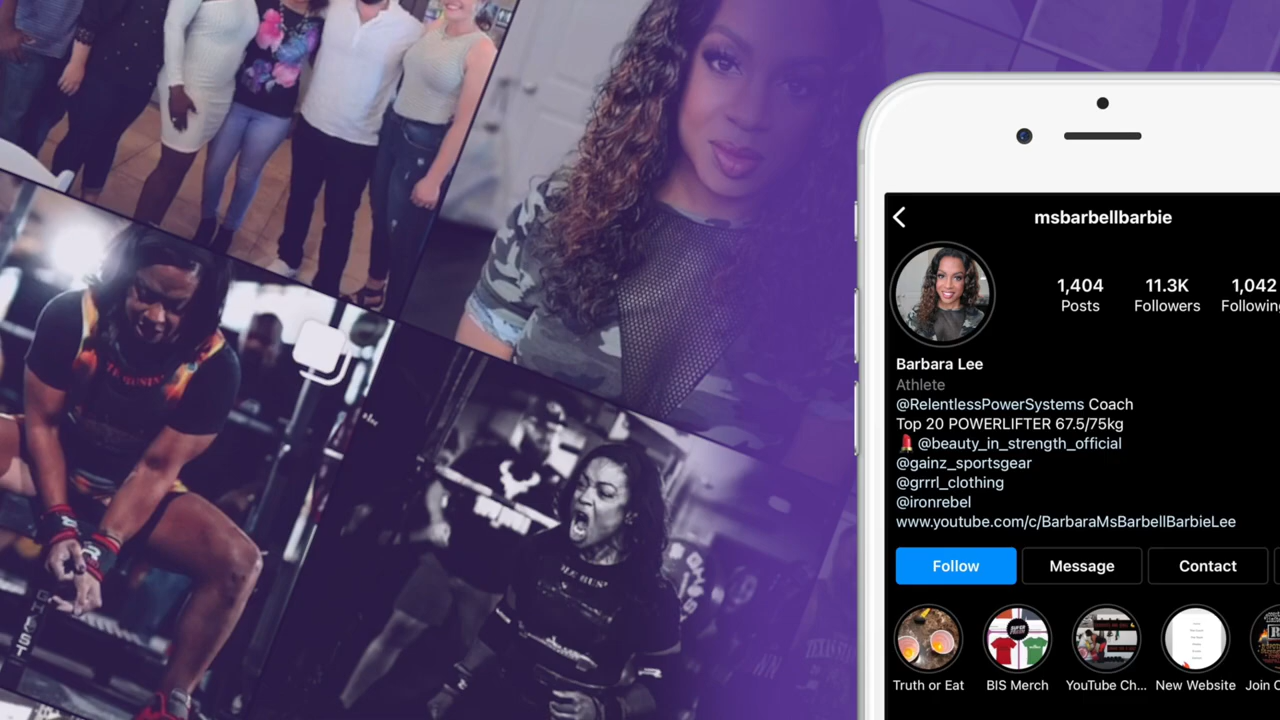 msbarbellbarbie
1,404
11.3K
1,042
Posts
Followers
Following
Barbara Lee
Athlete
@RelentlessPowerSystems Coach
Top 20 POWERLIFTER 67.5/75kg
@beauty_in_strength_official
@gainz_sportsgear
@grrrl_clothing
@ironrebel
www.youtube.com/c/BarbaraMsBarbellBarbieLee
Follow
Message
Contact
Truth or Eat
BIS Merch
YouTube Ch...
New Website
Join